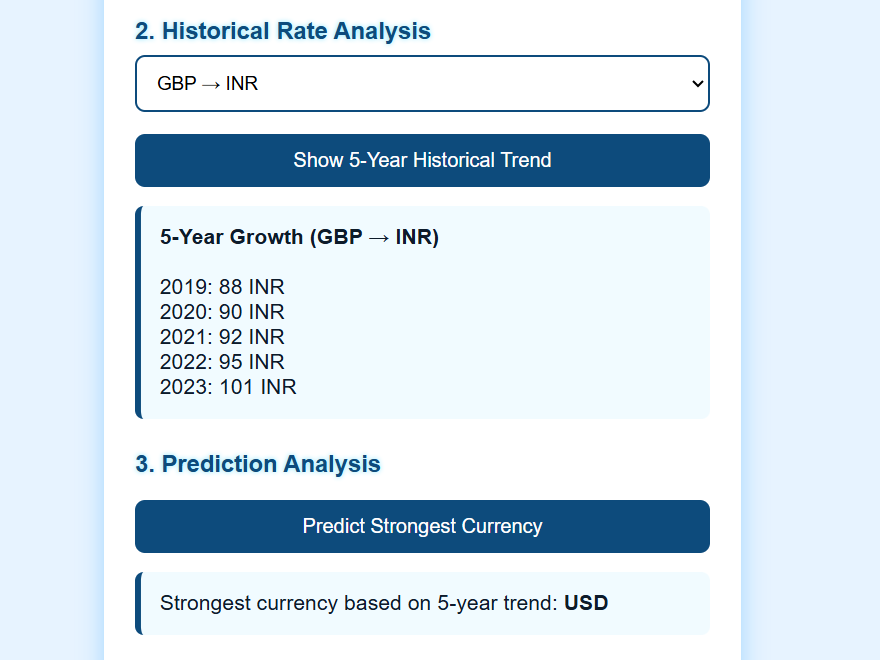 2. Historical Rate Analysis
GBP → INR
Show 5-Year Historical Trend
5-Year Growth (GBP → INR)
2019: 88 INR
2020: 90 INR
2021: 92 INR
2022: 95 INR
2023: 101 INR
3. Prediction Analysis
Predict Strongest Currency
Strongest currency based on 5-year trend: USD